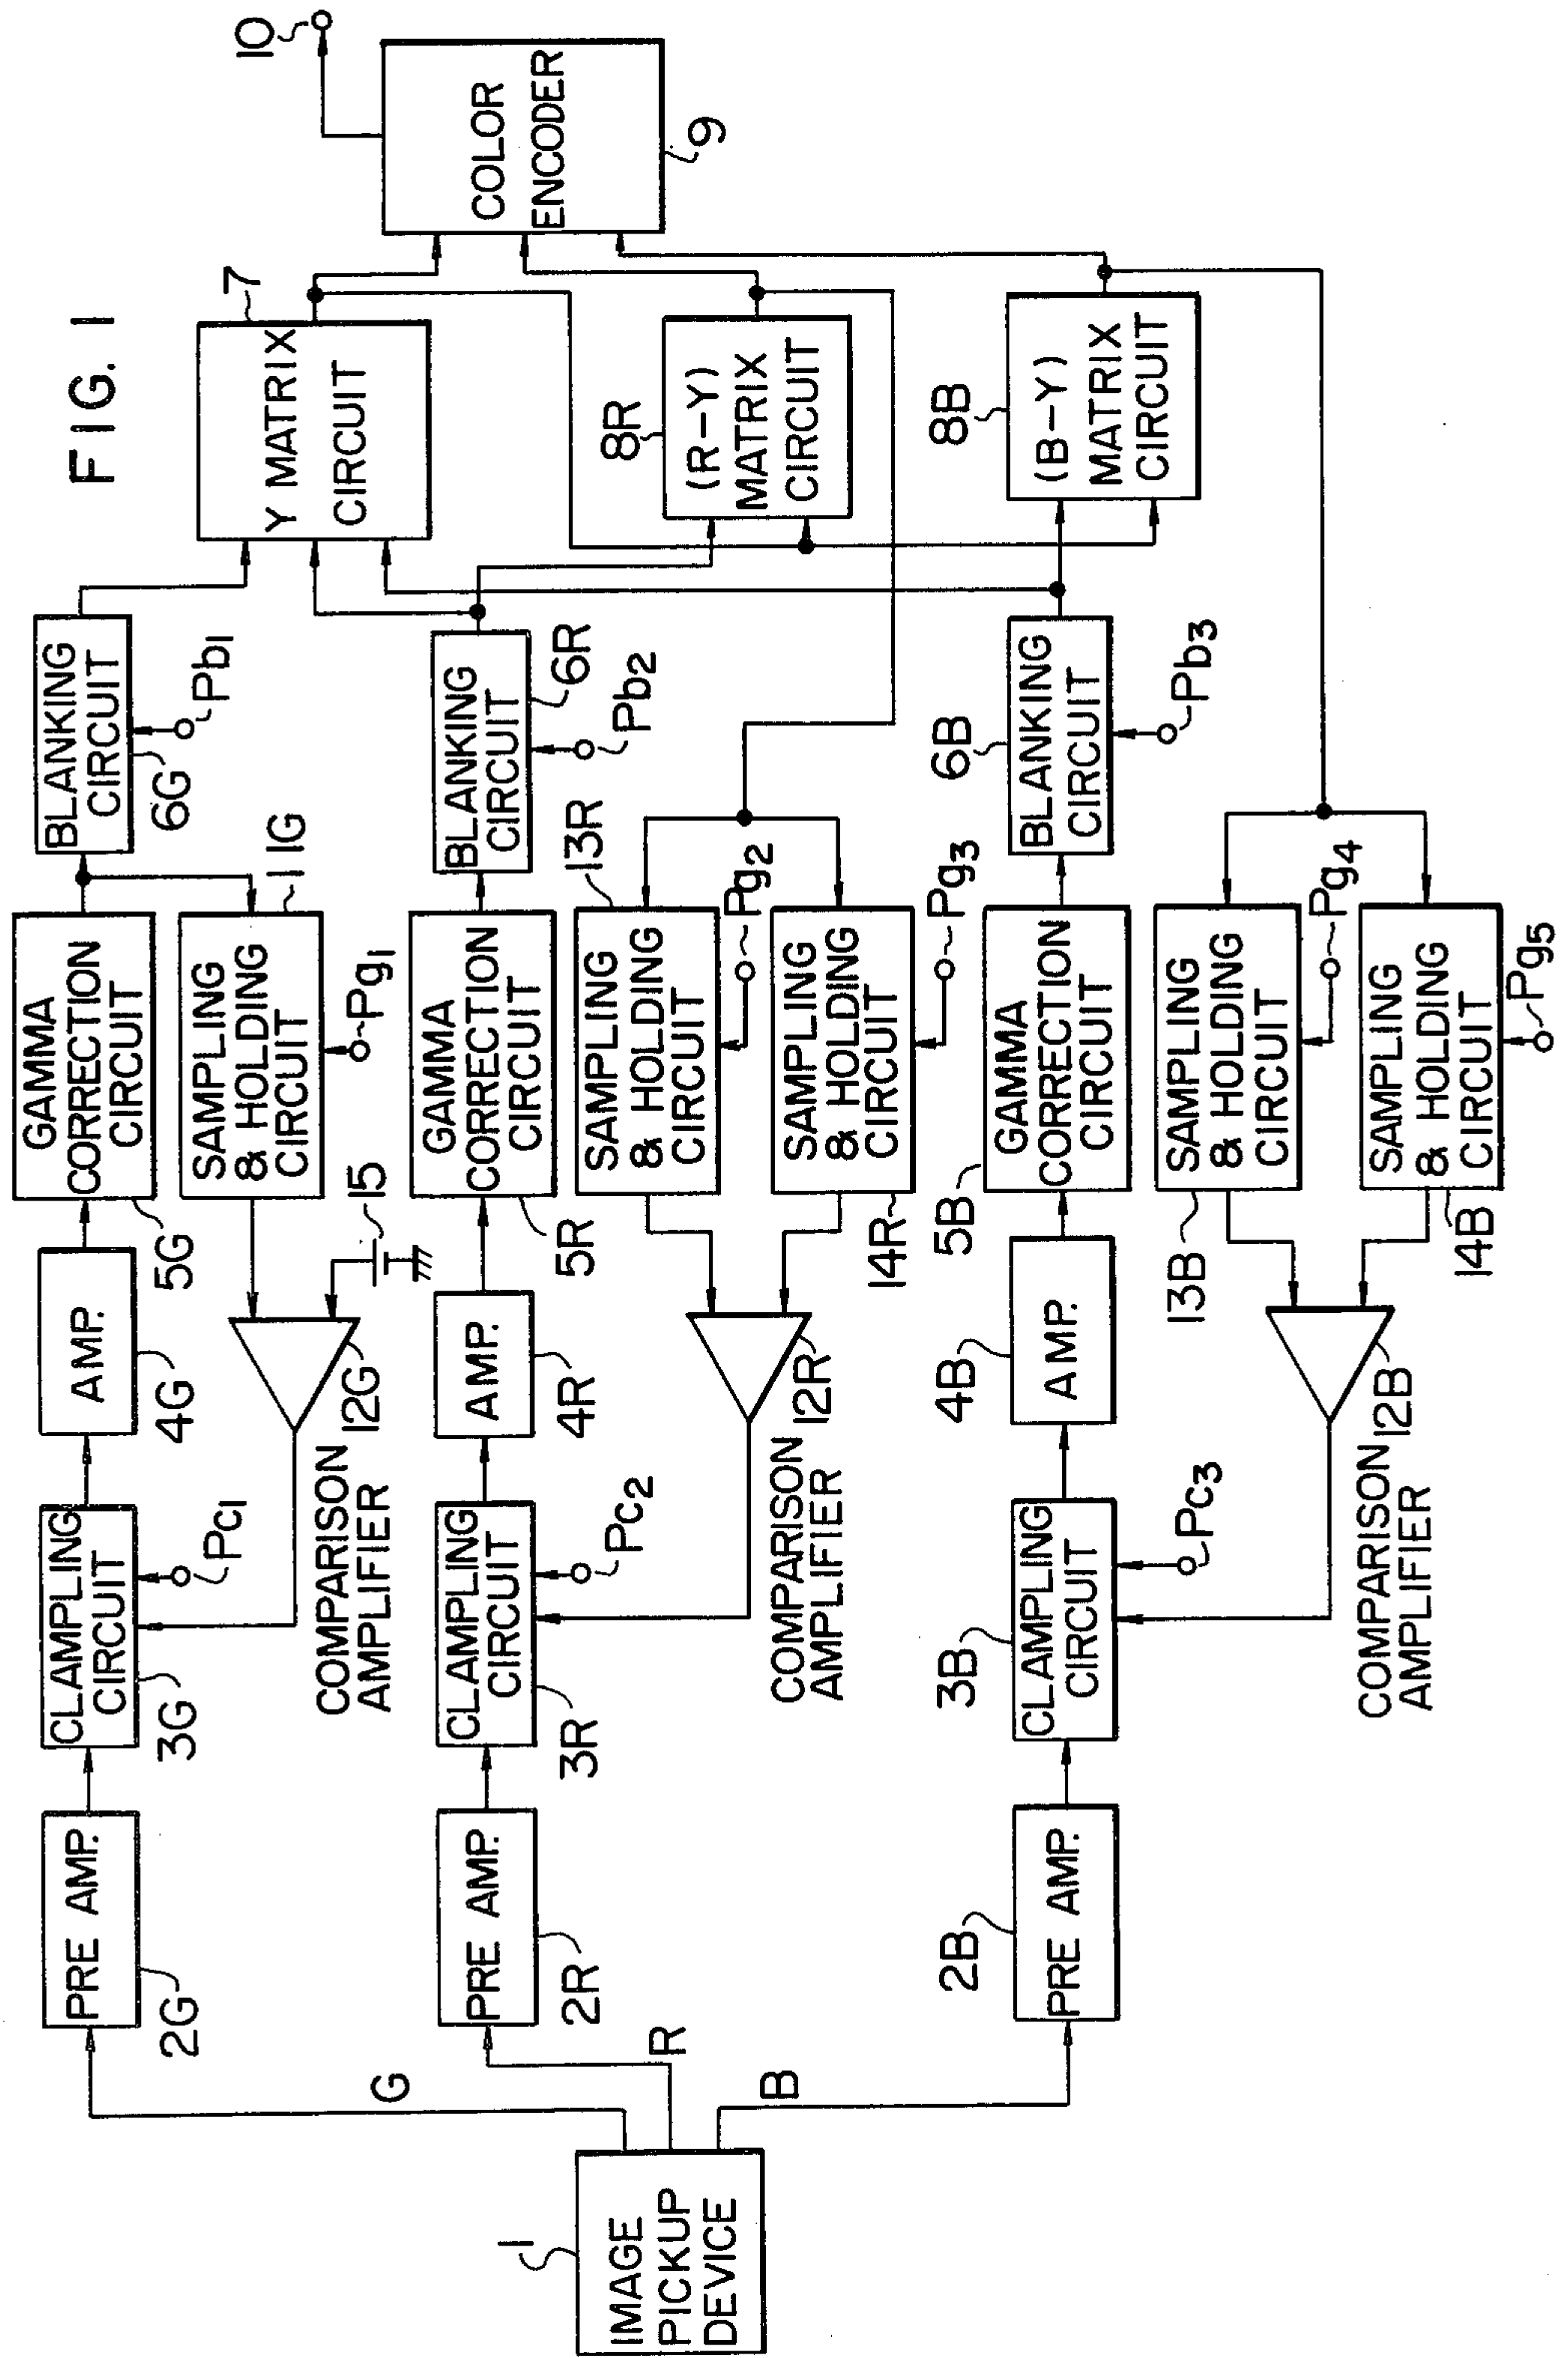 FIG. 1
IMAGE
PICKUP
DEVICE
1
G
R
B
PRE AMP.
2G
CLAMPLING
CIRCUIT
3G
Pc1
AMP.
4G
GAMMA
CORRECTION
CIRCUIT
5G
BLANKING
CIRCUIT
6G
Pb1
SAMPLING
& HOLDING
CIRCUIT
11G
Pg1
15
12G
COMPARISON
AMPLIFIER
Y MATRIX
CIRCUIT
7
COLOR
ENCODER
9
10
PRE AMP.
2R
CLAMPLING
CIRCUIT
3R
Pc2
AMP.
4R
GAMMA
CORRECTION
CIRCUIT
5R
BLANKING
CIRCUIT
6R
Pb2
SAMPLING
& HOLDING
CIRCUIT
13R
Pg2
SAMPLING
& HOLDING
CIRCUIT
14R
Pg3
12R
COMPARISON
AMPLIFIER
(R-Y)
MATRIX
CIRCUIT
8R
PRE AMP.
2B
CLAMPLING
CIRCUIT
3B
Pc3
AMP.
4B
GAMMA
CORRECTION
CIRCUIT
5B
BLANKING
CIRCUIT
6B
Pb3
(B-Y)
MATRIX
CIRCUIT
8B
SAMPLING
& HOLDING
CIRCUIT
13B
Pg4
SAMPLING
& HOLDING
CIRCUIT
14B
Pg5
12B
COMPARISON
AMPLIFIER